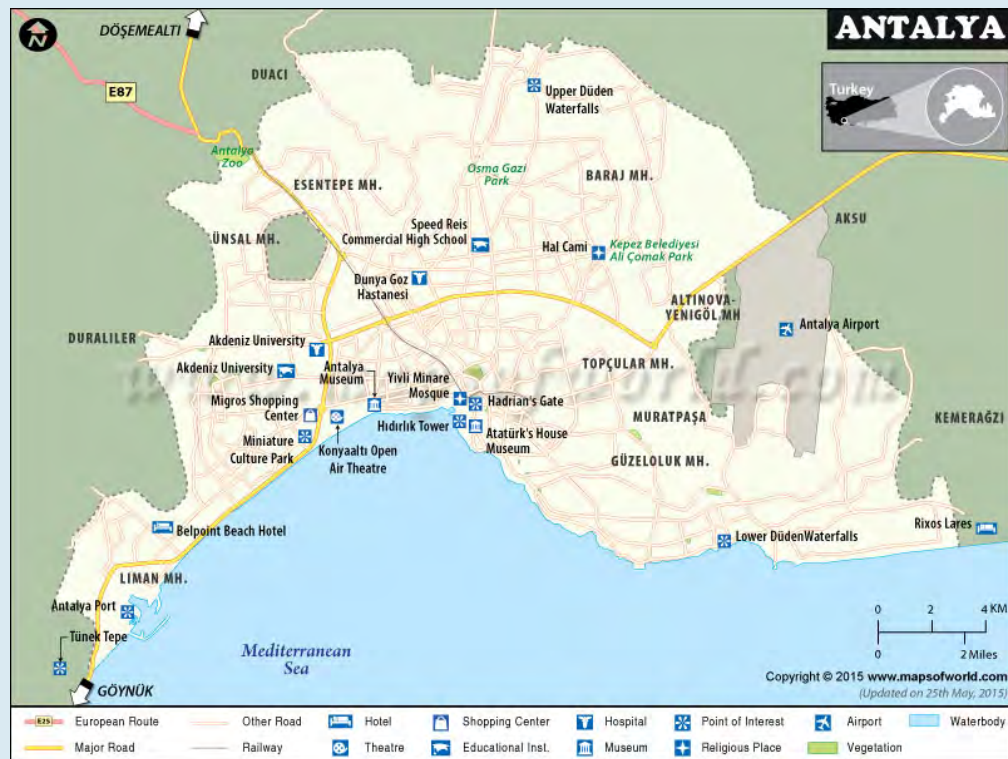 ANTALYA
DÖŞEMEALTI
N
DUACI
E87
Turkey
Upper Düden
Waterfalls
Antalya
Zoo
Osma Gazi
Park
ESENTEPE MH.
BARAJ MH.
AKSU
ÜNSAL MH.
Speed Reis
Commercial High School
Hal Cami
Kepez Belediyesi
Ali Çomak Park
Dunya Goz
Hastanesi
ALTINOVA-
YENIGÖL MH
DURALILER
Antalya Airport
Akdeniz University
Akdeniz University
Antalya
Museum
Yivli Minare
Mosque
TOPÇULAR MH.
www.mapsofworld.com
Migros Shopping
Center
Hadrian's Gate
MURATPAŞA
KEMERAĞZI
Hıdırlık Tower
Atatürk's House
Museum
Miniature
Culture Park
Konyaaltı Open
Air Theatre
GÜZELOLUK MH.
Belpoint Beach Hotel
Rixos Lares
Lower DüdenWaterfalls
LIMAN MH.
Antalya Port
Tünek Tepe
0 2 4 KM
0 2 Miles
Mediterranean
Sea
GÖYNÜK
Copyright © 2015 www.mapsofworld.com
(Updated on 25th May, 2015)
E25 European Route
Other Road
Hotel
Shopping Center
Hospital
Point of Interest
Airport
Waterbody
Major Road
Railway
Theatre
Educational Inst.
Museum
Religious Place
Vegetation